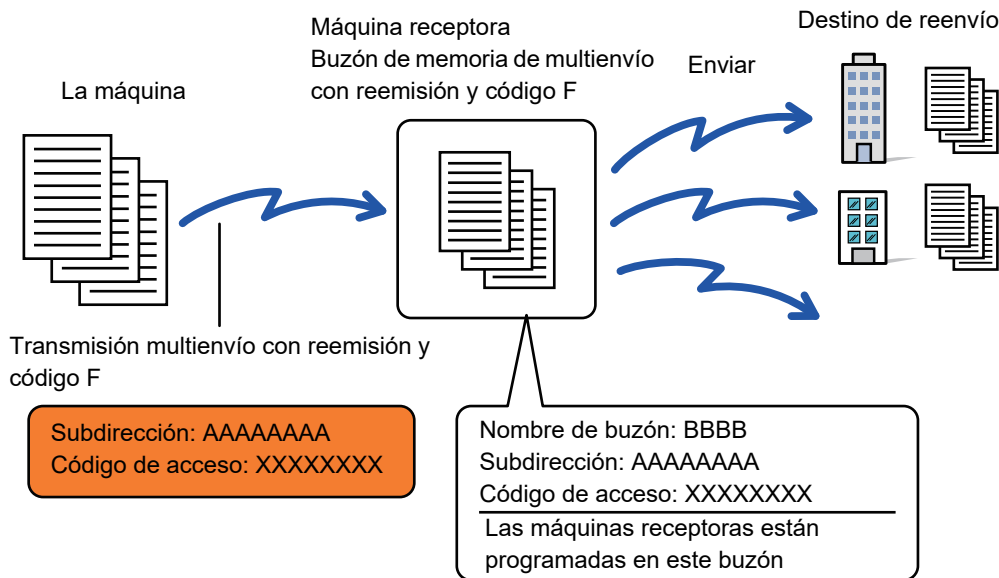 La máquina
Máquina receptora
Buzón de memoria de multienvío
con reemisión y código F
Enviar
Destino de reenvío
Transmisión multienvío con reemisión y
código F
Subdirección: AAAAAAAA
Código de acceso: XXXXXXXX
Nombre de buzón: BBBB
Subdirección: AAAAAAAA
Código de acceso: XXXXXXXX
Las máquinas receptoras están
programadas en este buzón